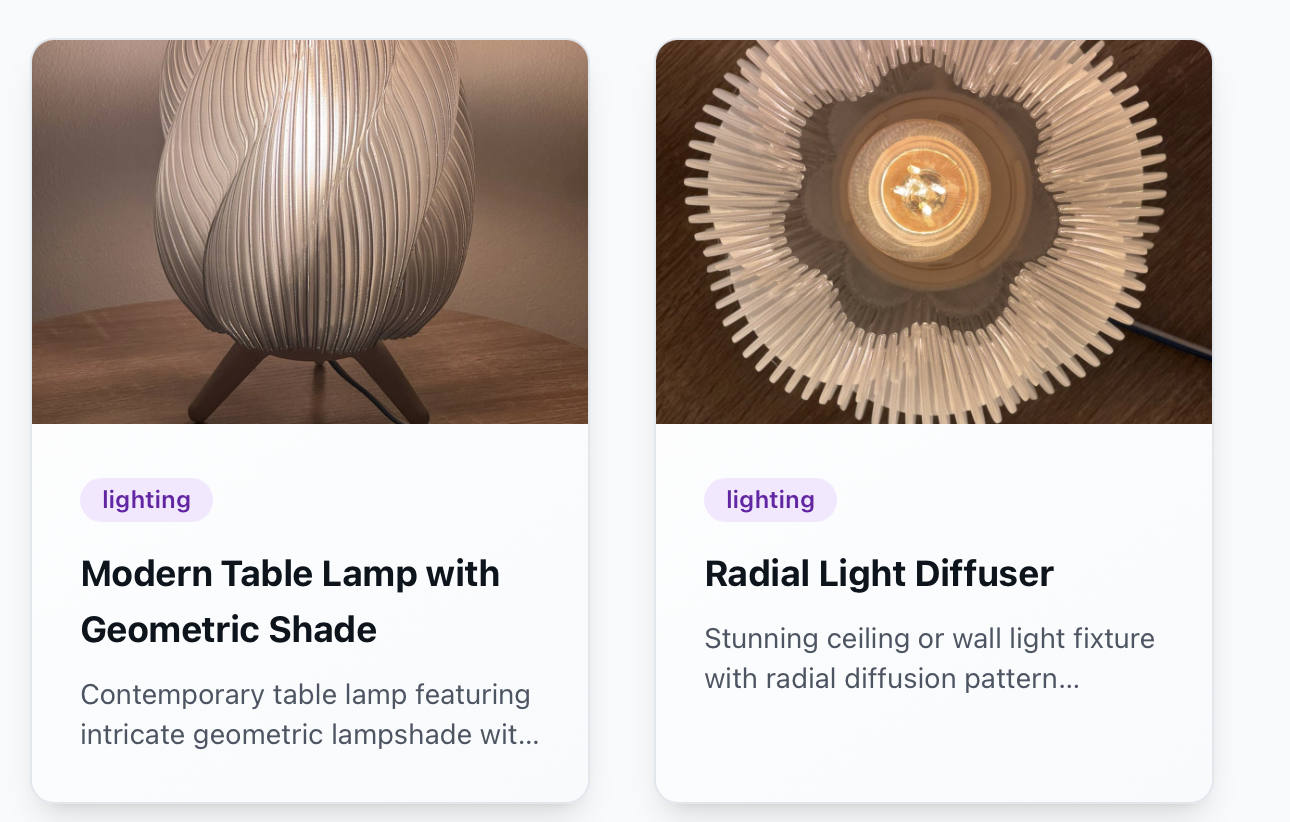 lighting
Modern Table Lamp with
Geometric Shade
Contemporary table lamp featuring
intricate geometric lampshade wit...
lighting
Radial Light Diffuser
Stunning ceiling or wall light fixture
with radial diffusion pattern...